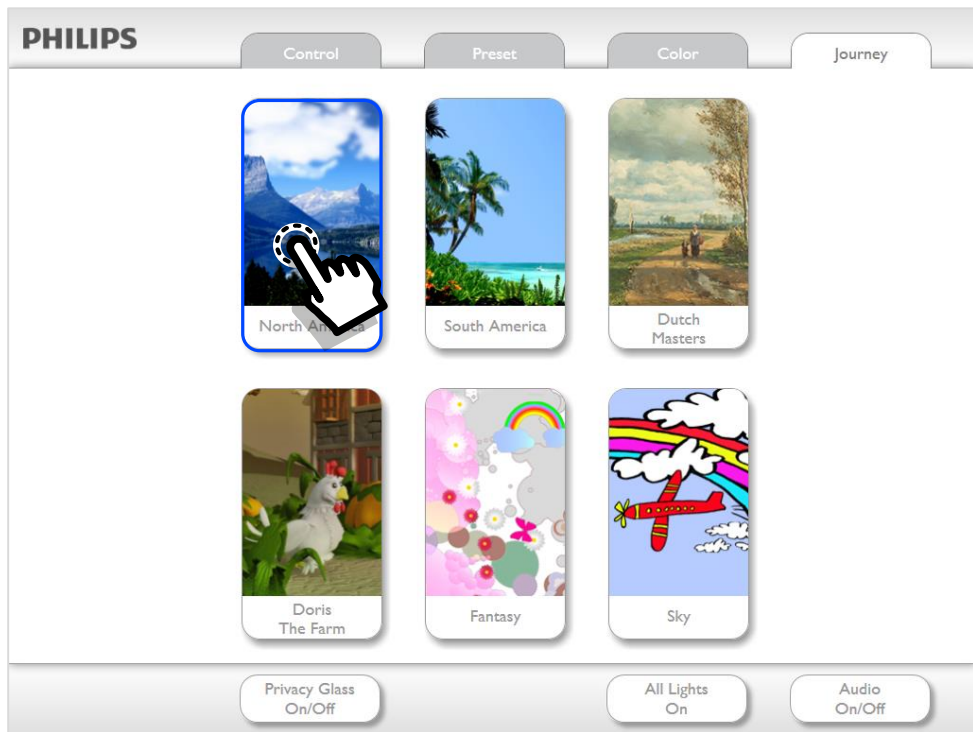 PHILIPS
Control
Preset
Color
Journey
North America
South America
Dutch
Masters
Doris
The Farm
Fantasy
Sky
Privacy Glass
On/Off
All Lights
On
Audio
On/Off